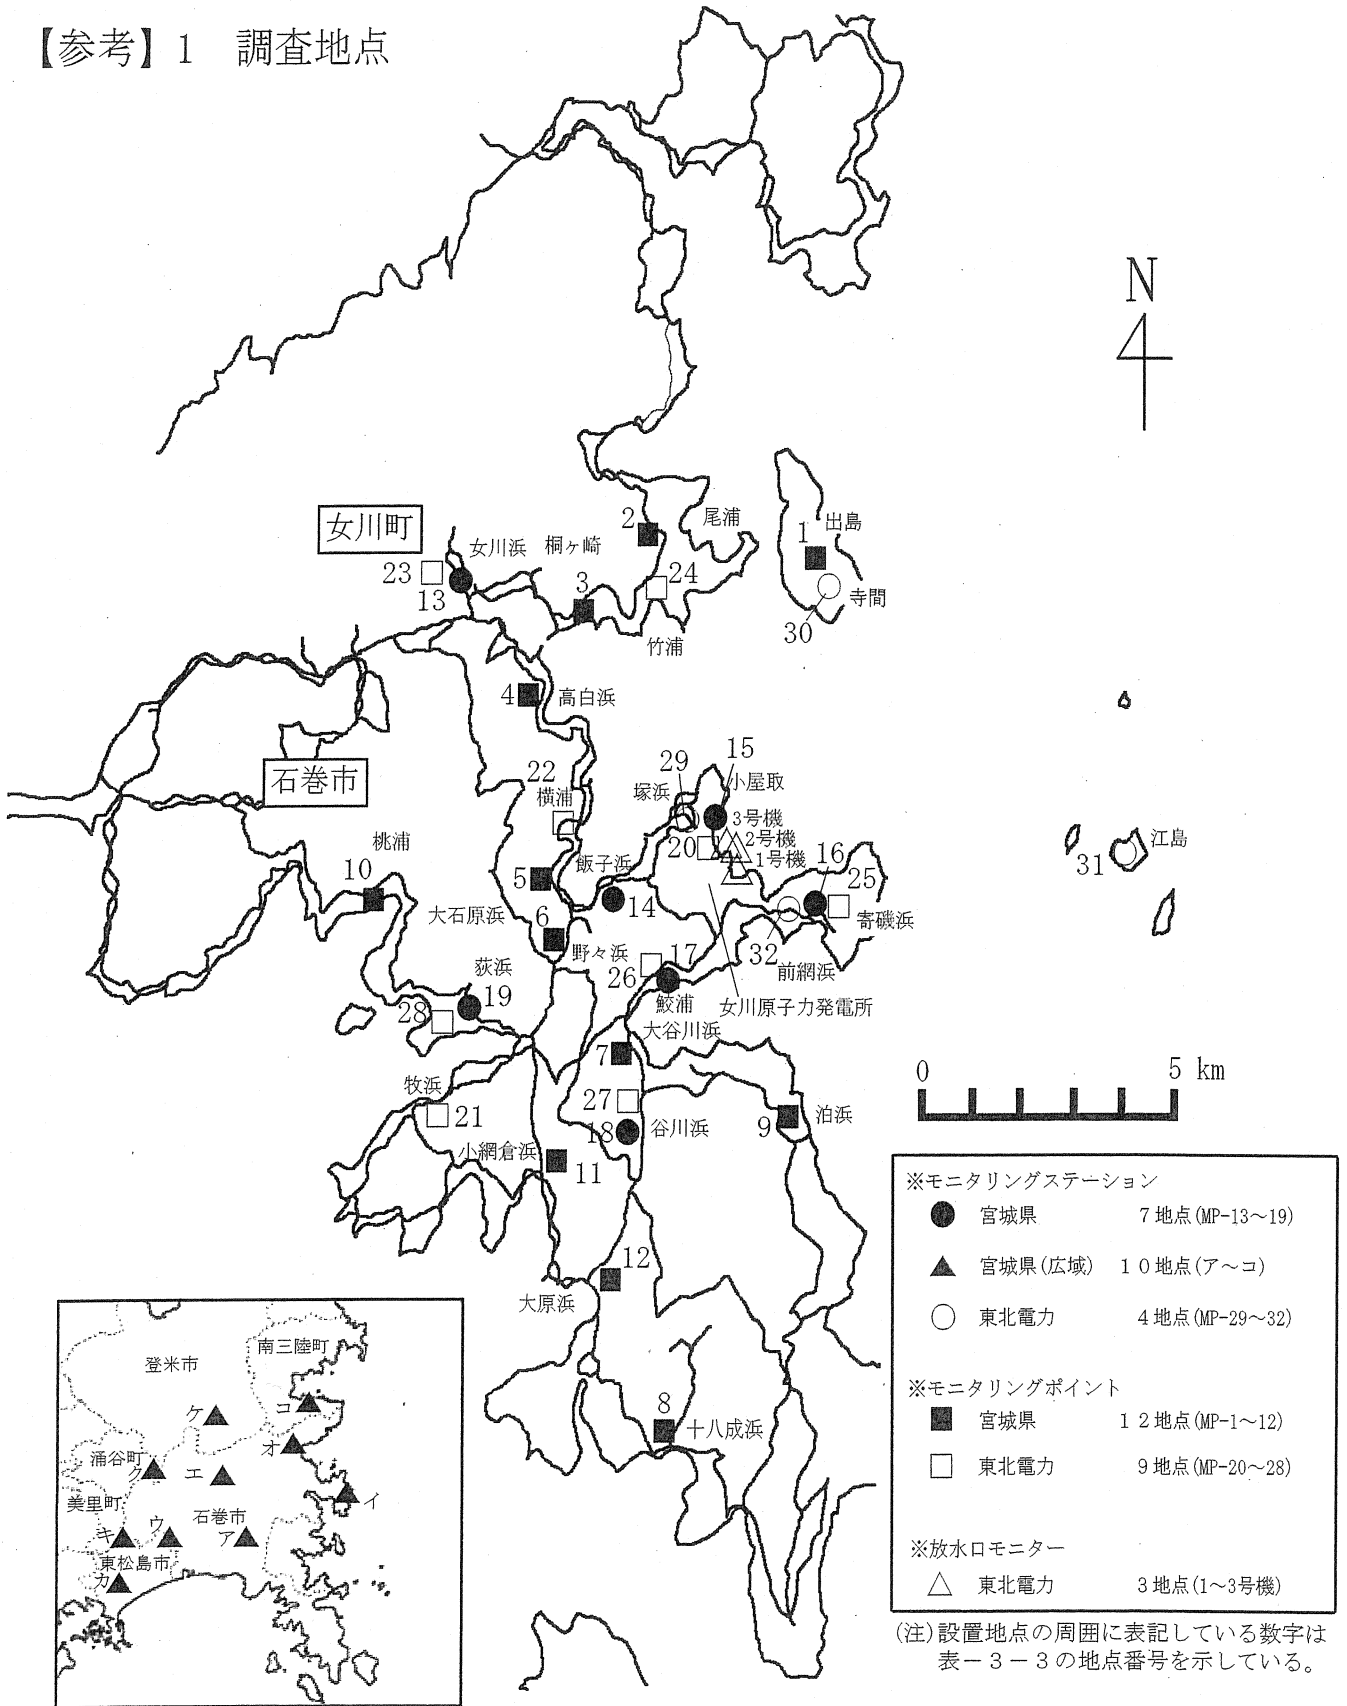 【参考】1　調査地点
N
女川町
女川浜
桐ヶ崎
2
尾浦
1
出島
23
13
3
24
竹浦
30
寺間
4
高白浜
石巻市
22
横浦
29
塚浜
15
小屋取
3号機
2号機
1号機
20
16
25
31
江島
10
桃浦
5
飯子浜
14
大石原浜
6
野々浜
寄磯浜
32
前網浜
17
26
鮫浦
女川原子力発電所
荻浜
19
28
大谷川浜
7
0
5 km
牧浜
21
27
18
谷川浜
9
泊浜
小網倉浜
11
12
大原浜
8
十八成浜
南三陸町
登米市
コ
ケ
オ
涌谷町
ク
エ
イ
美里町
石巻市
キ
ウ
ア
東松島市
カ
※モニタリングステーション
宮城県　７地点(MP-13～19)
宮城県(広域)　１０地点(ア～コ)
東北電力　４地点(MP-29～32)
※モニタリングポイント
宮城県　１２地点(MP-1～12)
東北電力　９地点(MP-20～28)
※放水口モニター
東北電力　３地点(1～3号機)
(注)設置地点の周囲に表記している数字は
表－３－３の地点番号を示している。